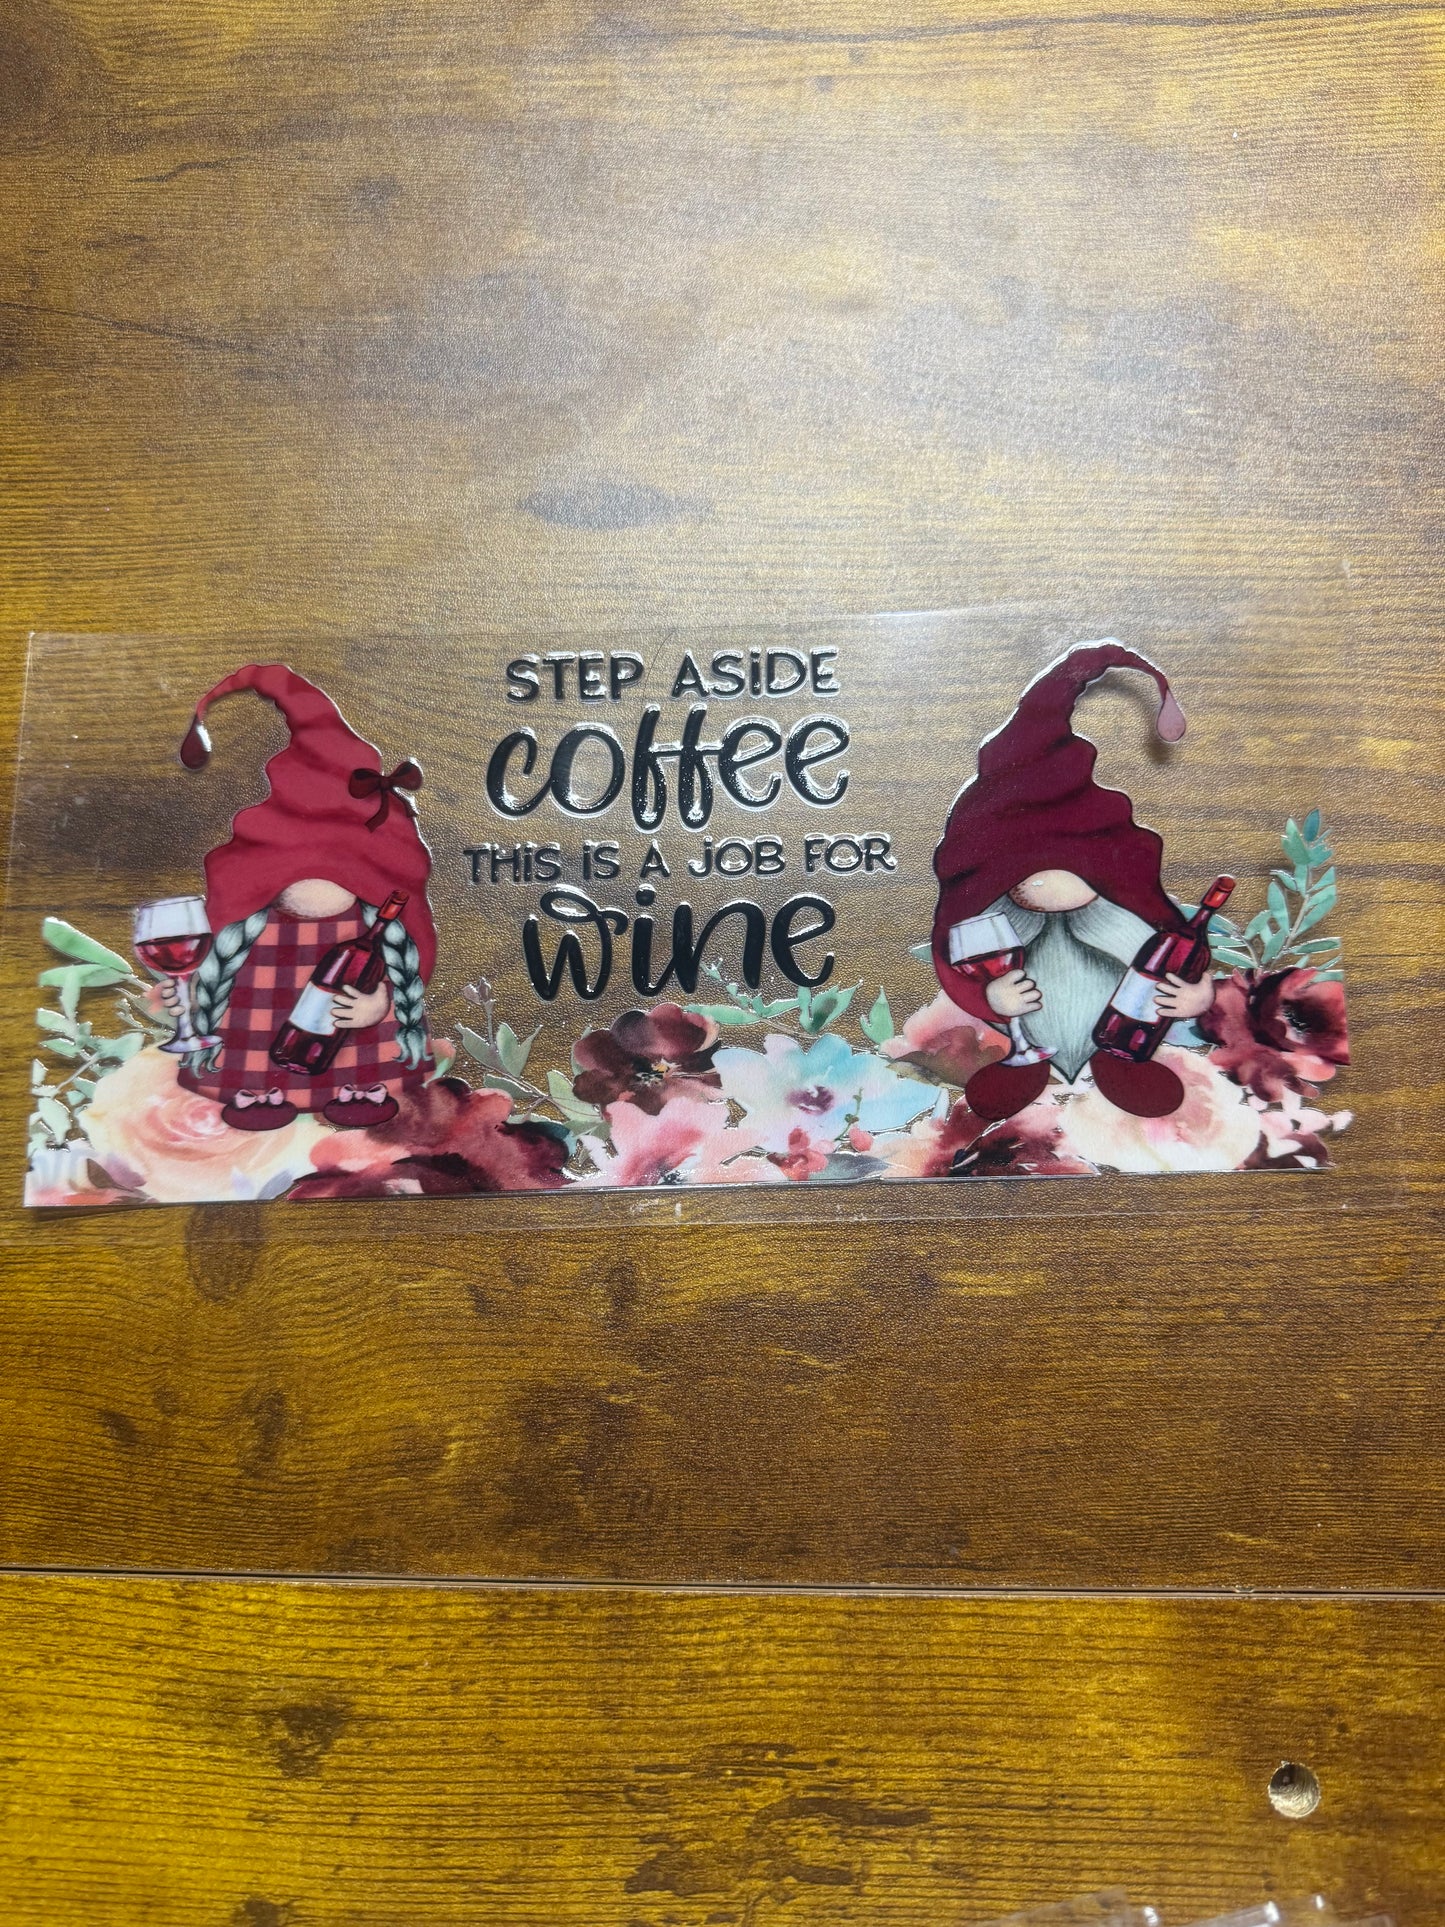 STEP ASiDE
coffee
THiS iS A JOB FOR
wine